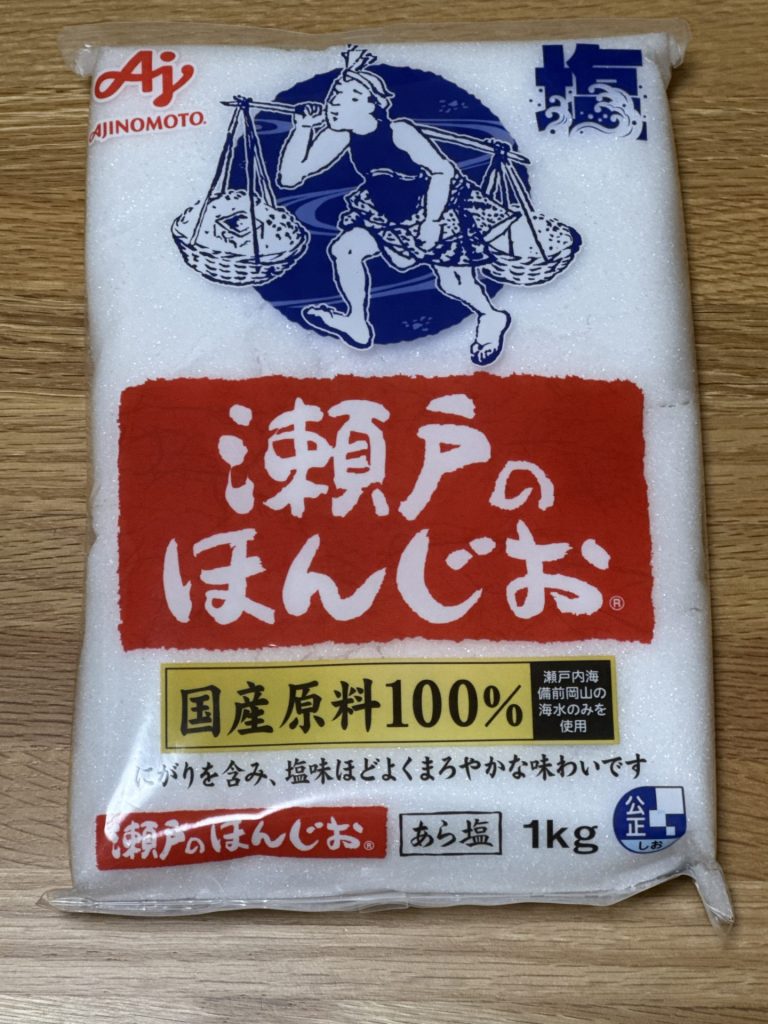 Aj
AJINOMOTO.
塩
瀬戸の
ほんじお®
国産原料100%
瀬戸内海
備前岡山の
海水のみを
使用
にがりを含み、塩味ほどよくまろやかな味わいです
瀬戸のほんじお®
あら塩
1kg
公正
しお